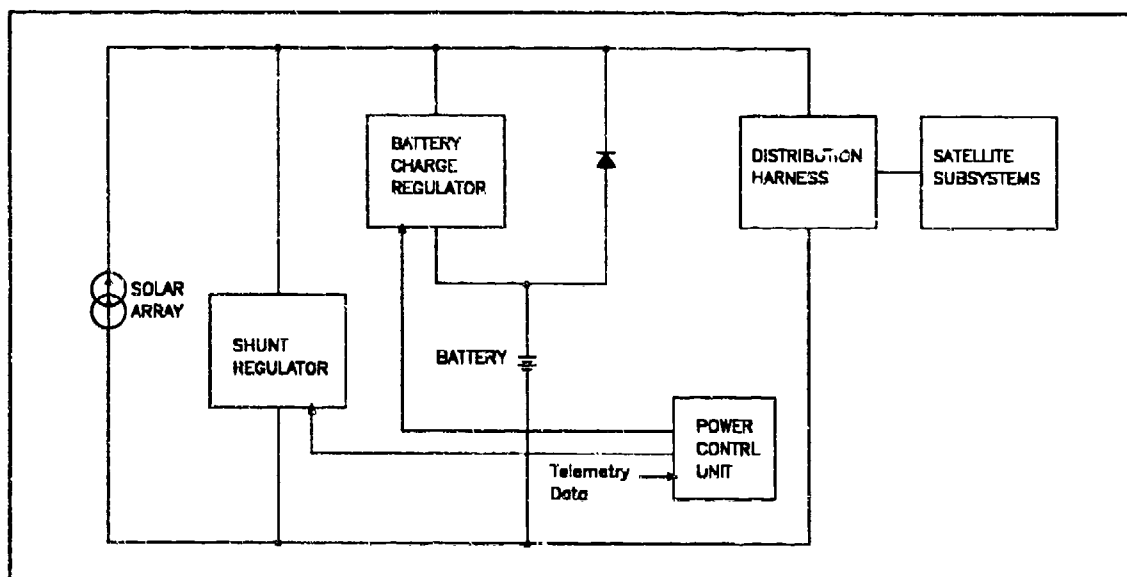 BATTERY
CHARGE
REGULATOR
DISTRIBUTION
HARNESS
SATELLITE
SUBSYSTEMS
SOLAR
ARRAY
SHUNT
REGULATOR
BATTERY
POWER
CONTRL
UNIT
Telemetry
Data